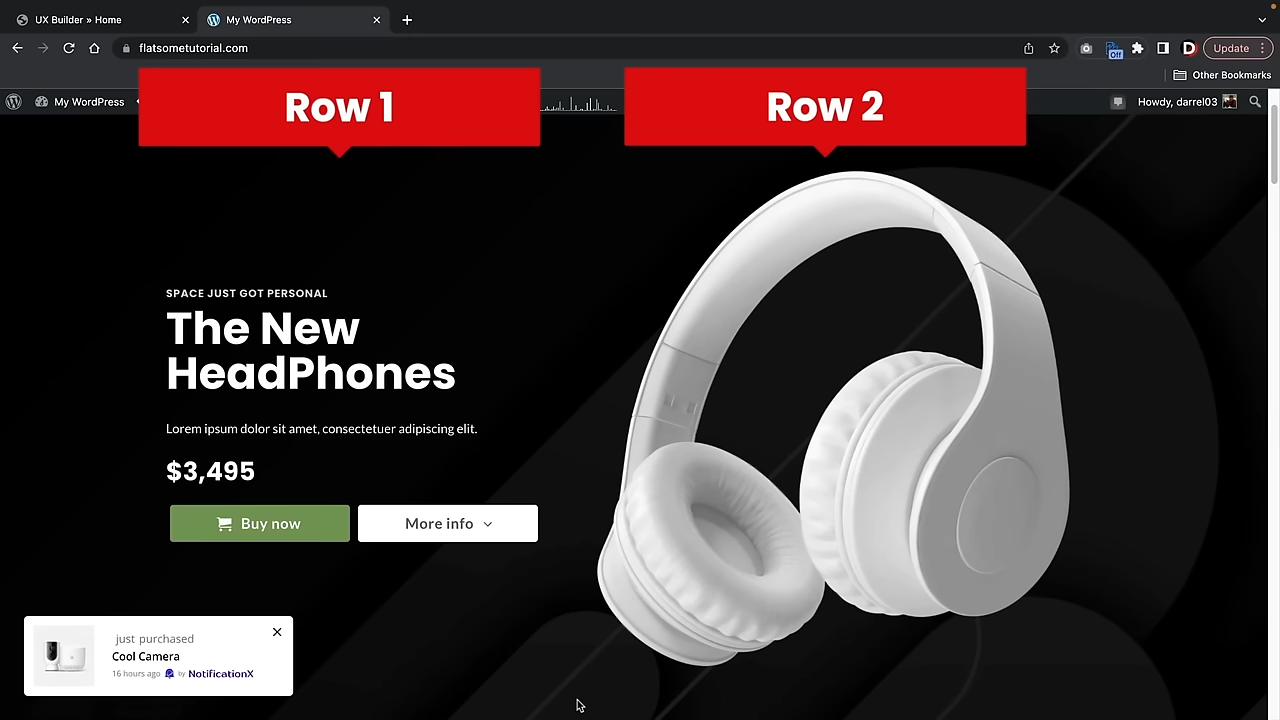 UX Builder » Home
My WordPress
flatsometutorial.com
Off
D
Update
Other Bookmarks
My WordPress
Howdy, darrel03
Row 1
Row 2
SPACE JUST GOT PERSONAL
The New
HeadPhones
Lorem ipsum dolor sit amet, consectetuer adipiscing elit.
$3,495
Buy now
More info
just purchased
Cool Camera
16 hours ago by NotificationX